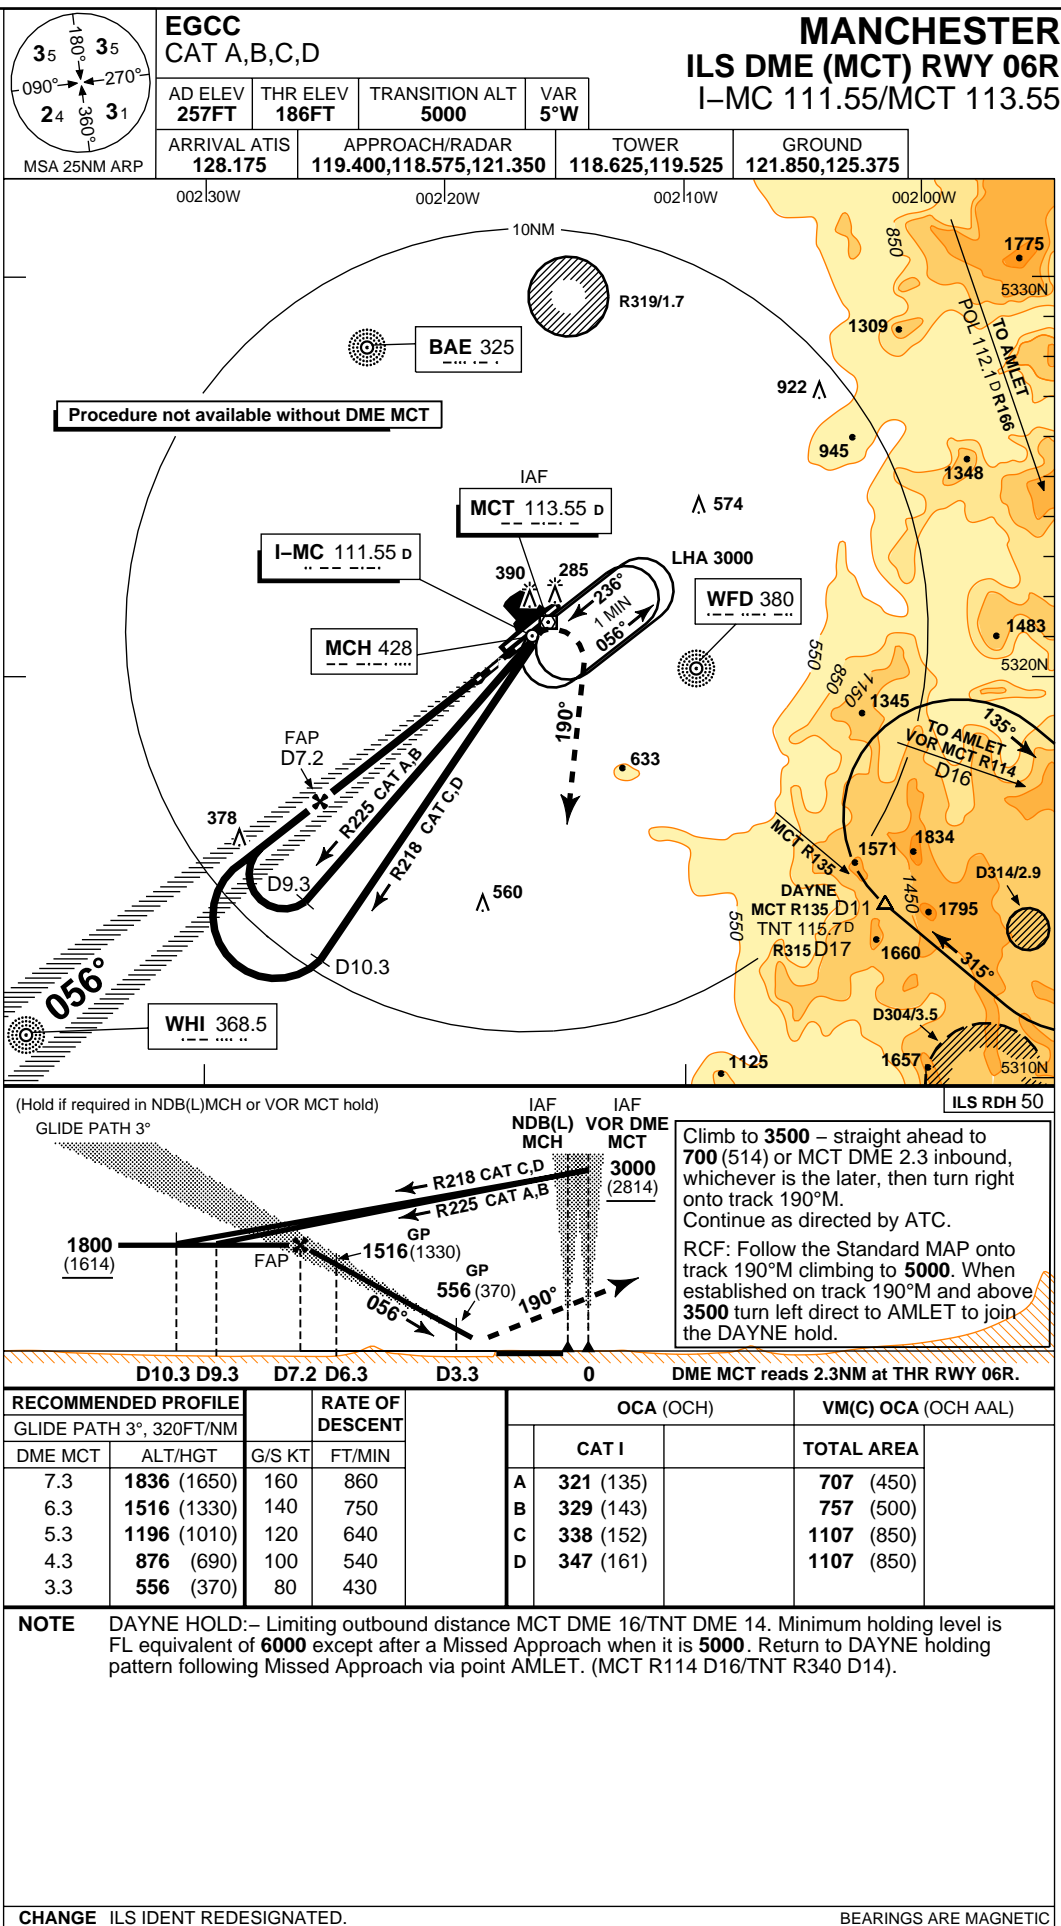 EGCC
CAT A,B,C,D
MANCHESTER
ILS DME (MCT) RWY 06R
I–MC 111.55/MCT 113.55
35 180° 35
090° 270°
24 360° 31
MSA 25NM ARP
AD ELEV THR ELEV TRANSITION ALT VAR
257FT 186FT 5000 5°W
ARRIVAL ATIS APPROACH/RADAR TOWER GROUND
128.175 119.400,118.575,121.350 118.625,119.525 121.850,125.375
002 30W 002 20W 002 10W 002 00W
10NM
850
1775
5330N
R319/1.7
1309
TO AMLET
POL 112.1D R166
BAE 325
922
Procedure not available without DME MCT
945
1348
IAF
MCT 113.55 D
574
I–MC 111.55 D
LHA 3000
390
285
236°
1 MIN
056°
WFD 380
MCH 428
1483
550
5320N
850
1150
1345
190°
135°
TO AMLET
VOR MCT R114
D16
FAP
D7.2
633
R225 CAT A,B
378
R218 CAT C,D
MCT R135
1834
1571
D314/2.9
D9.3
560
DAYNE
MCT R135 D11
TNT 115.7D
R315 D17
1450
1795
550
1660
315°
D10.3
056°
D304/3.5
WHI 368.5
1125
1657
5310N
(Hold if required in NDB(L)MCH or VOR MCT hold)
ILS RDH 50
GLIDE PATH 3°
IAF IAF
NDB(L) VOR DME
MCH MCT
R218 CAT C,D
R225 CAT A,B
3000
(2814)
1800
(1614)
FAP
GP
1516(1330)
GP
556 (370)
056°
190°
Climb to 3500 – straight ahead to
700 (514) or MCT DME 2.3 inbound,
whichever is the later, then turn right
onto track 190°M.
Continue as directed by ATC.
RCF: Follow the Standard MAP onto
track 190°M climbing to 5000. When
established on track 190°M and above
3500 turn left direct to AMLET to join
the DAYNE hold.
D10.3 D9.3 D7.2 D6.3 D3.3 0 DME MCT reads 2.3NM at THR RWY 06R.
RECOMMENDED PROFILE RATE OF DESCENT OCA (OCH) VM(C) OCA (OCH AAL)
GLIDE PATH 3°, 320FT/NM
DME MCT ALT/HGT G/S KT FT/MIN CAT I TOTAL AREA
7.3 1836 (1650) 160 860 A 321 (135) 707 (450)
6.3 1516 (1330) 140 750 B 329 (143) 757 (500)
5.3 1196 (1010) 120 640 C 338 (152) 1107 (850)
4.3 876 (690) 100 540 D 347 (161) 1107 (850)
3.3 556 (370) 80 430
NOTE DAYNE HOLD:– Limiting outbound distance MCT DME 16/TNT DME 14. Minimum holding level is
FL equivalent of 6000 except after a Missed Approach when it is 5000. Return to DAYNE holding
pattern following Missed Approach via point AMLET. (MCT R114 D16/TNT R340 D14).
CHANGE ILS IDENT REDESIGNATED.
BEARINGS ARE MAGNETIC